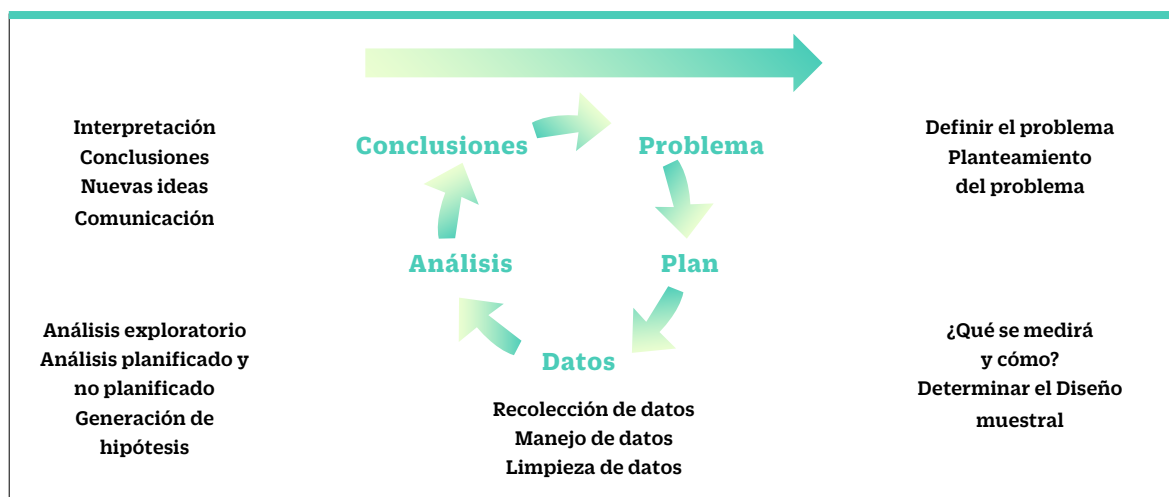 Interpretación
Conclusiones
Nuevas ideas
Comunicación
Conclusiones
Problema
Definir el problema
Planteamiento
del problema
Análisis
Plan
Análisis exploratorio
Análisis planificado y
no planificado
Generación de
hipótesis
Datos
Recolección de datos
Manejo de datos
Limpieza de datos
¿Qué se medirá
y cómo?
Determinar el Diseño
muestral